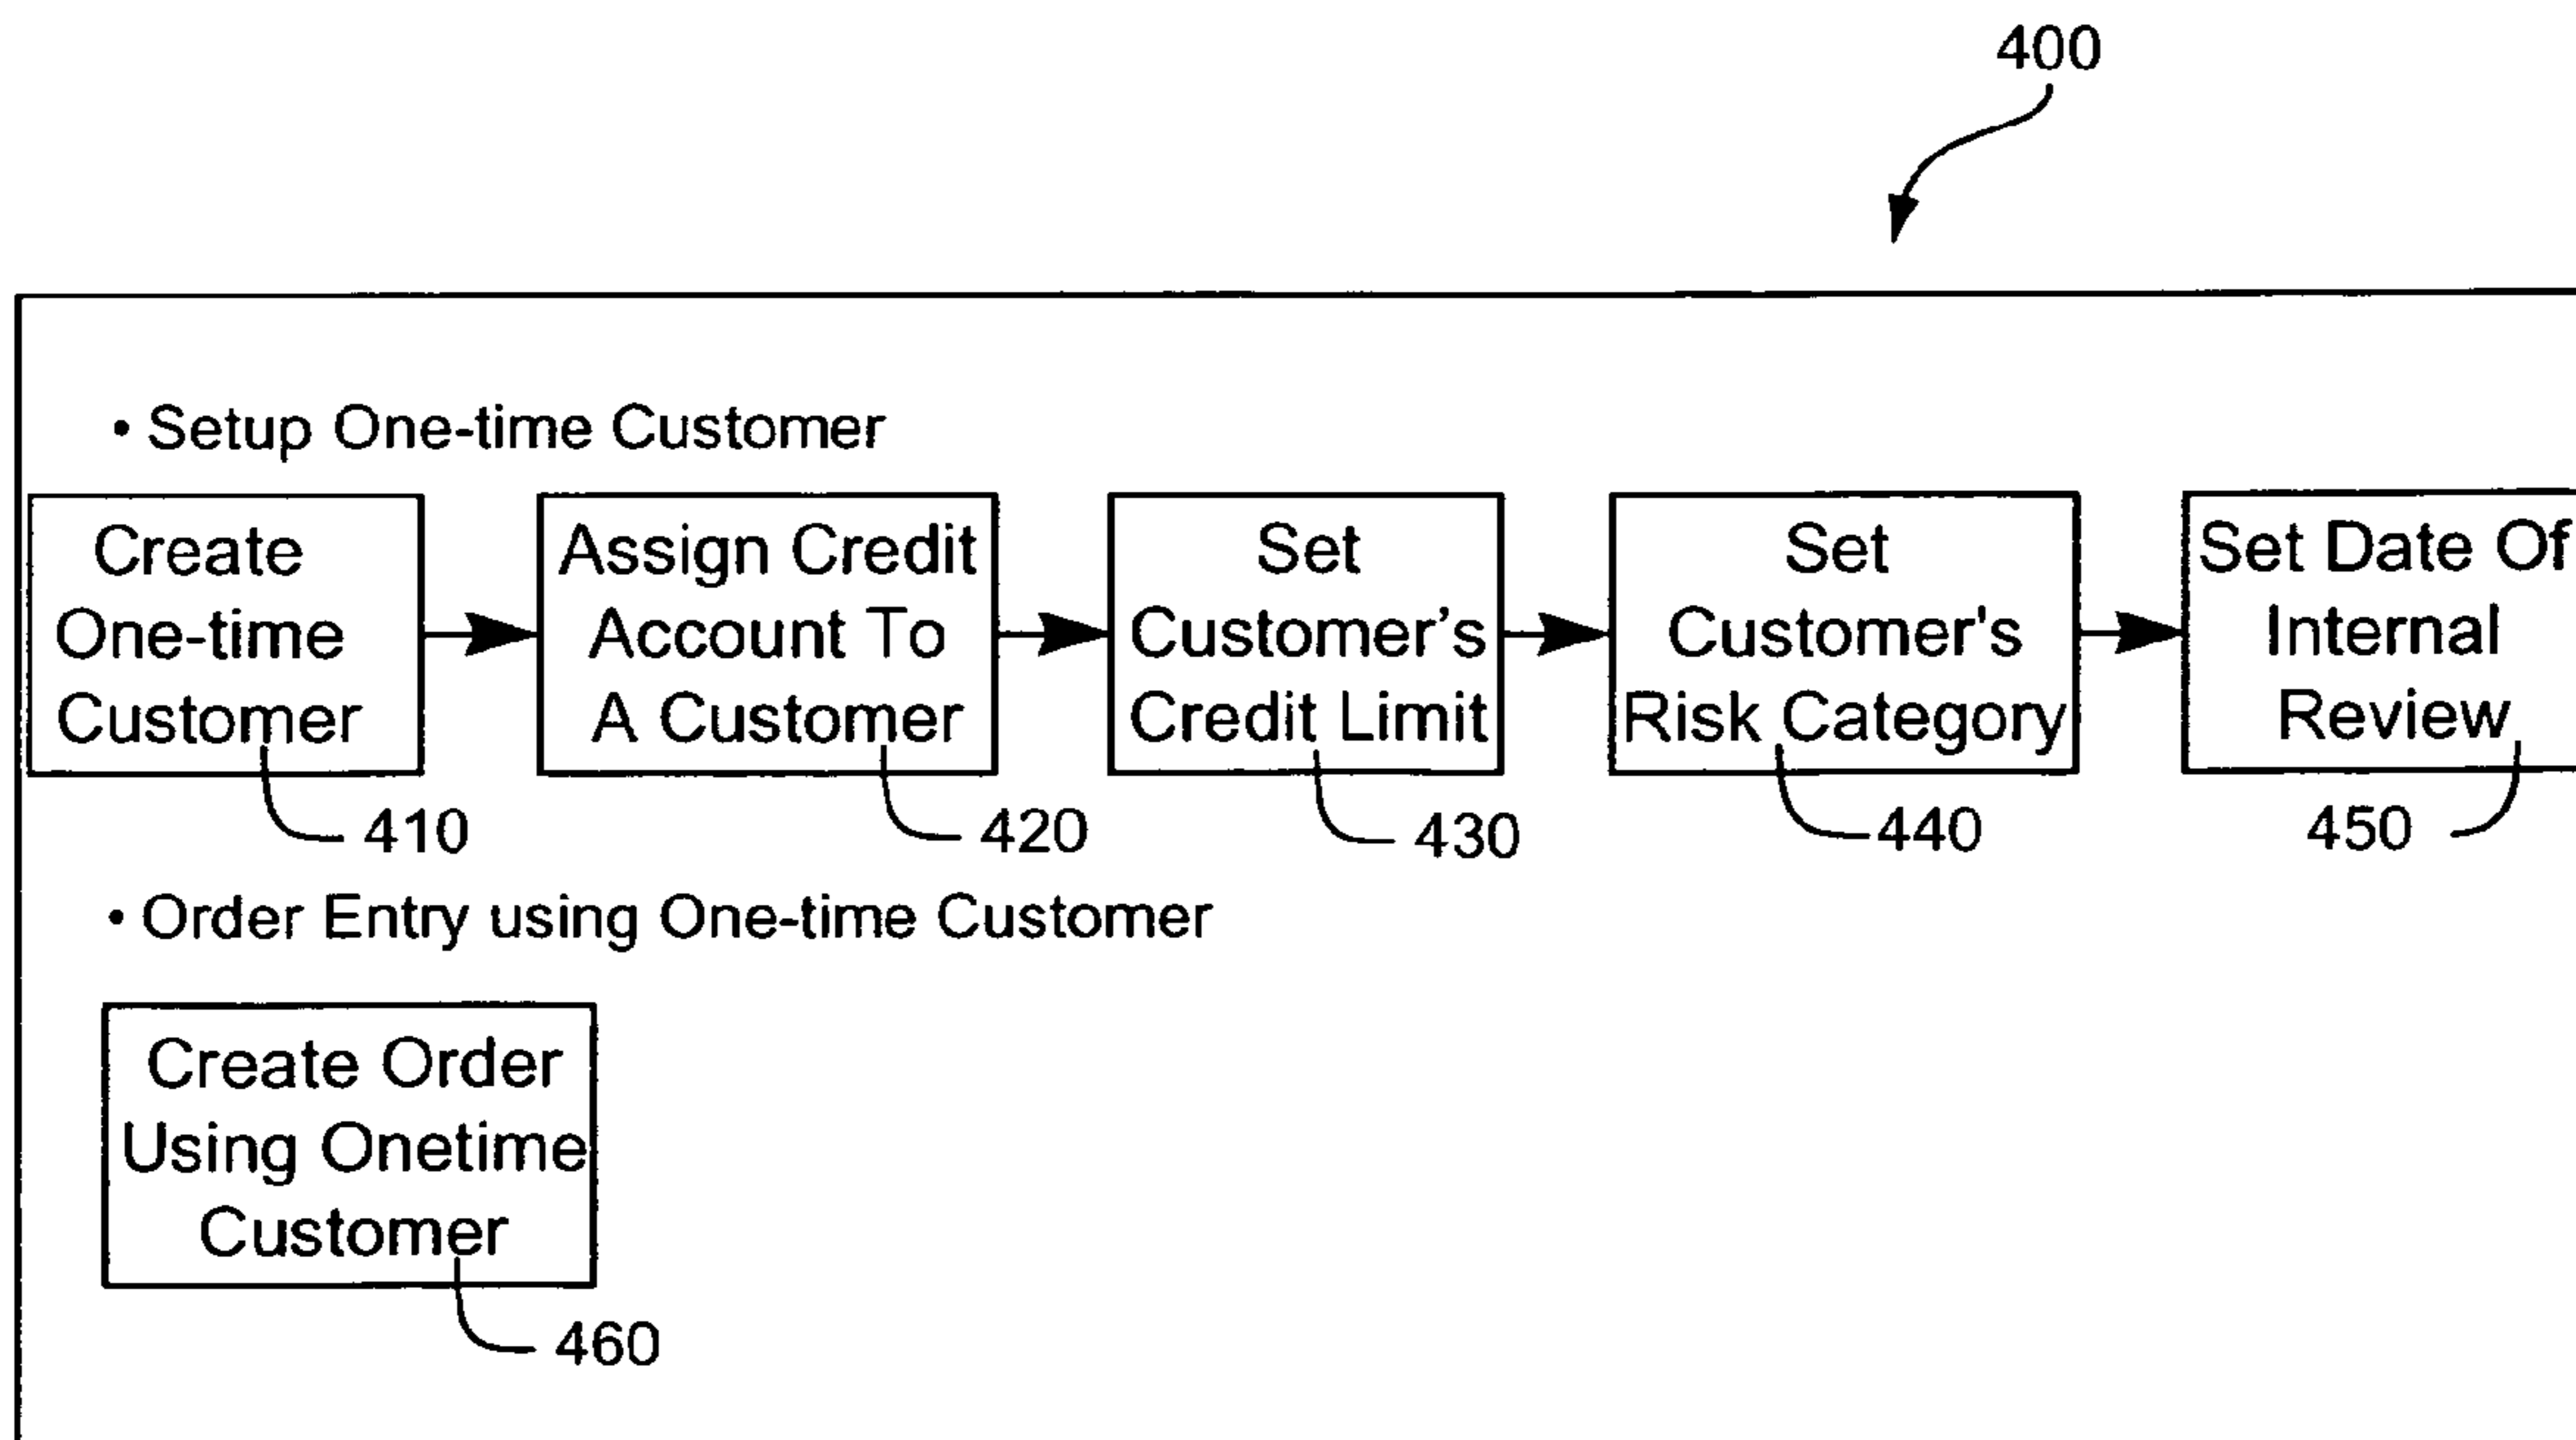 400
• Setup One-time Customer
Create
One-time
Customer
410
Assign Credit
Account To
A Customer
420
Set
Customer’s
Credit Limit
430
Set
Customer's
Risk Category
440
Set Date Of
Internal
Review
450
• Order Entry using One-time Customer
Create Order
Using Onetime
Customer
460